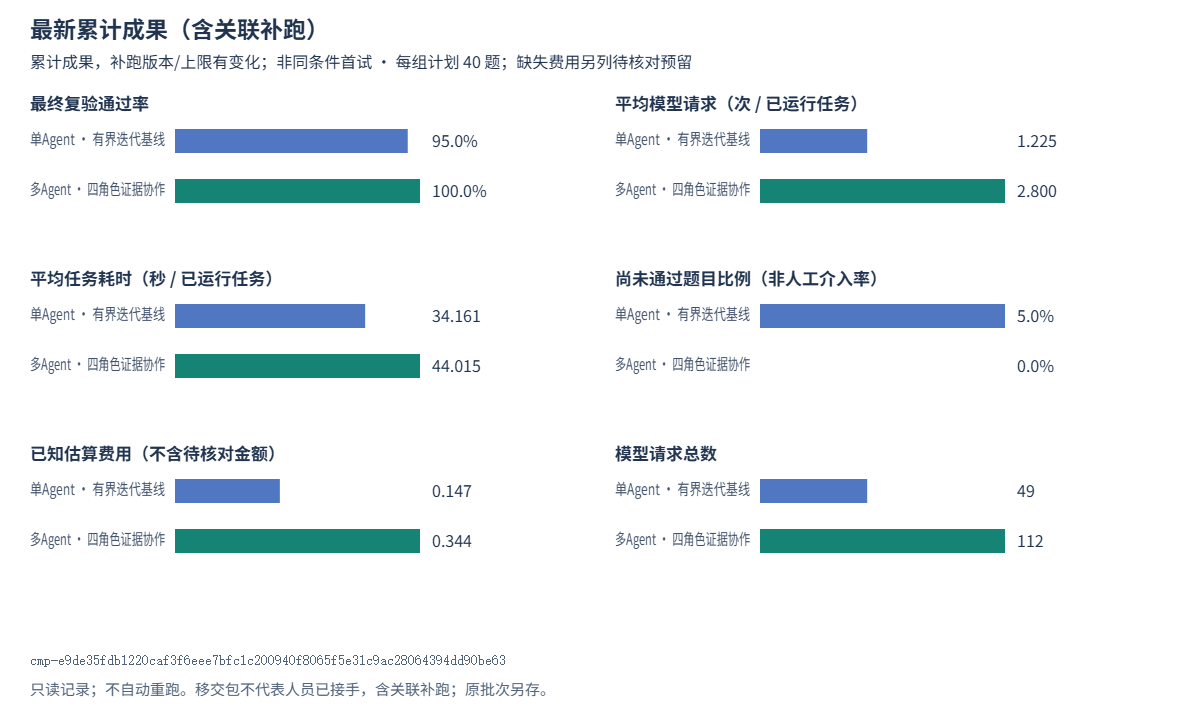 最新累计成果（含关联补跑）
累计成果，补跑版本/上限有变化；非同条件首试 · 每组计划 40 题；缺失费用另列待核对预留
最终复验通过率
单Agent · 有界迭代基线 95.0%
多Agent · 四角色证据协作 100.0%
平均模型请求（次 / 已运行任务）
单Agent · 有界迭代基线 1.225
多Agent · 四角色证据协作 2.800
平均任务耗时（秒 / 已运行任务）
单Agent · 有界迭代基线 34.161
多Agent · 四角色证据协作 44.015
尚未通过题目比例（非人工介入率）
单Agent · 有界迭代基线 5.0%
多Agent · 四角色证据协作 0.0%
已知估算费用（不含待核对金额）
单Agent · 有界迭代基线 0.147
多Agent · 四角色证据协作 0.344
模型请求总数
单Agent · 有界迭代基线 49
多Agent · 四角色证据协作 112
cmp-e9de35fdb1220caf3f6eee7bfc1c200940f8065f5e31c9ac28064394dd90be63
只读记录；不自动重跑。移交包不代表人员已接手，含关联补跑；原批次另存。